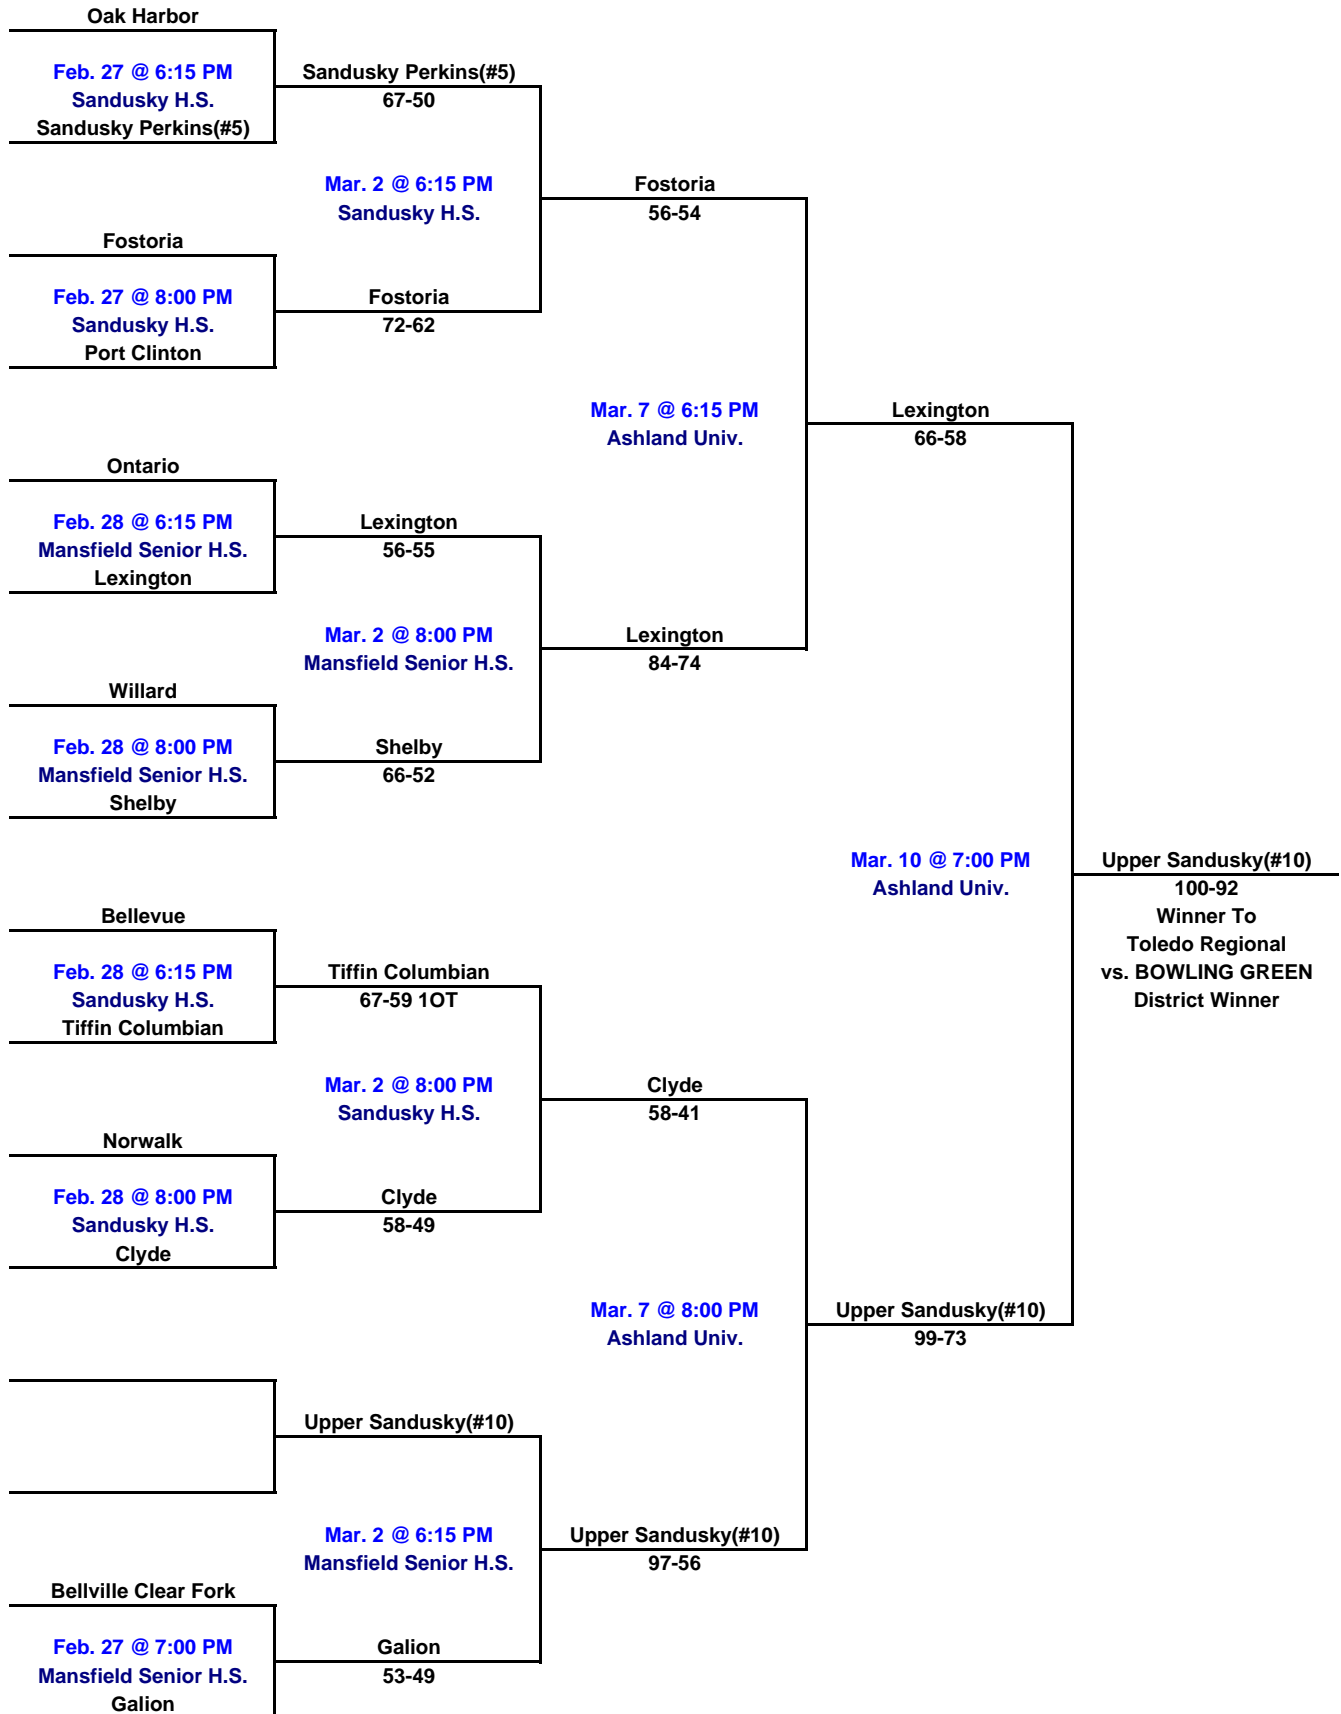 Oak Harbor
Feb. 27 @ 6:15 PM
Sandusky H.S.
Sandusky Perkins(#5)
Sandusky Perkins(#5)
67-50
Mar. 2 @ 6:15 PM
Sandusky H.S.
Fostoria
56-54
Fostoria
Feb. 27 @ 8:00 PM
Sandusky H.S.
Port Clinton
Fostoria
72-62
Mar. 7 @ 6:15 PM
Ashland Univ.
Lexington
66-58
Ontario
Feb. 28 @ 6:15 PM
Mansfield Senior H.S.
Lexington
Lexington
56-55
Mar. 2 @ 8:00 PM
Mansfield Senior H.S.
Lexington
84-74
Willard
Feb. 28 @ 8:00 PM
Mansfield Senior H.S.
Shelby
Shelby
66-52
Mar. 10 @ 7:00 PM
Ashland Univ.
Upper Sandusky(#10)
100-92
Winner To
Toledo Regional
vs. BOWLING GREEN
District Winner
Bellevue
Feb. 28 @ 6:15 PM
Sandusky H.S.
Tiffin Columbian
Tiffin Columbian
67-59 1OT
Mar. 2 @ 8:00 PM
Sandusky H.S.
Clyde
58-41
Norwalk
Feb. 28 @ 8:00 PM
Sandusky H.S.
Clyde
Clyde
58-49
Mar. 7 @ 8:00 PM
Ashland Univ.
Upper Sandusky(#10)
99-73
Upper Sandusky(#10)
Mar. 2 @ 6:15 PM
Mansfield Senior H.S.
Upper Sandusky(#10)
97-56
Bellville Clear Fork
Feb. 27 @ 7:00 PM
Mansfield Senior H.S.
Galion
Galion
53-49